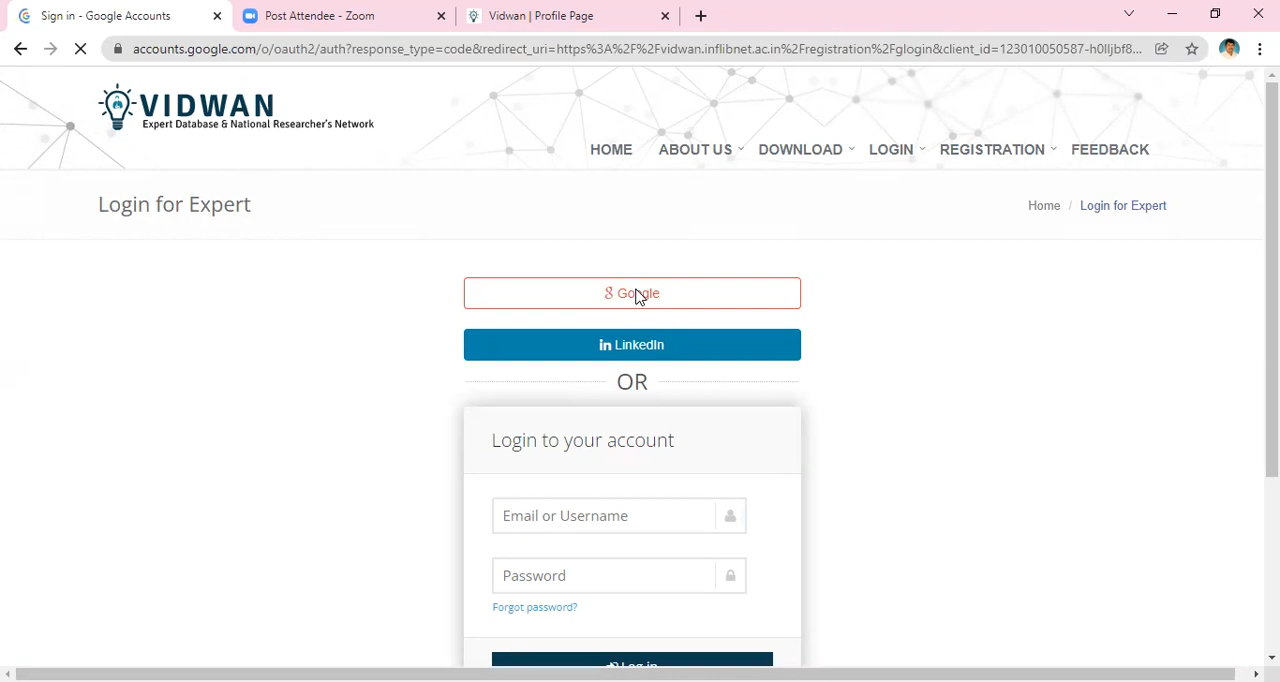 Sign in - Google Accounts
Post Attendee - Zoom
Vidwan | Profile Page
accounts.google.com/o/oauth2/auth?response_type=code&redirect_uri=https%3A%2F%2Fvidwan.inflibnet.ac.in%2Fregistration%2Fglogin&client_id=123010050587-h0lljbf8...
VIDWAN
Expert Database & National Researcher's Network
HOME ABOUT US DOWNLOAD LOGIN REGISTRATION FEEDBACK
Login for Expert
Home / Login for Expert
Google
in LinkedIn
OR
Login to your account
Email or Username
Password
Forgot password?
Log in